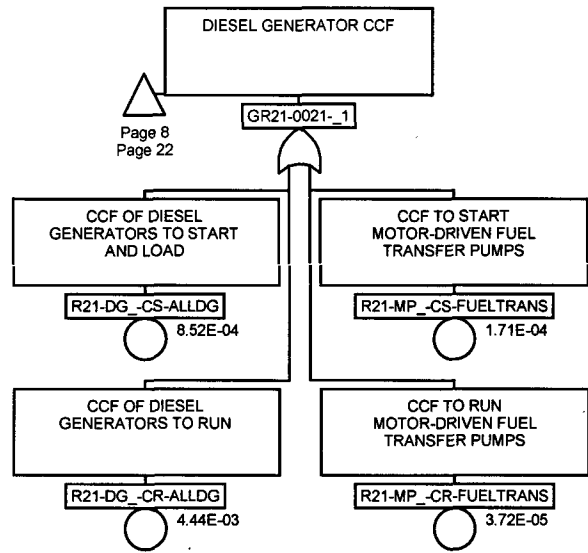 DIESEL GENERATOR CCF
Page 8
Page 22
GR21-0021-_1
CCF OF DIESEL
GENERATORS TO START
AND LOAD
R21-DG_-CS-ALLDG
8.52E-04
CCF TO START
MOTOR-DRIVEN FUEL
TRANSFER PUMPS
R21-MP_-CS-FUELTRANS
1.71E-04
CCF OF DIESEL
GENERATORS TO RUN
R21-DG_-CR-ALLDG
4.44E-03
CCF TO RUN
MOTOR-DRIVEN FUEL
TRANSFER PUMPS
R21-MP_-CR-FUELTRANS
3.72E-05